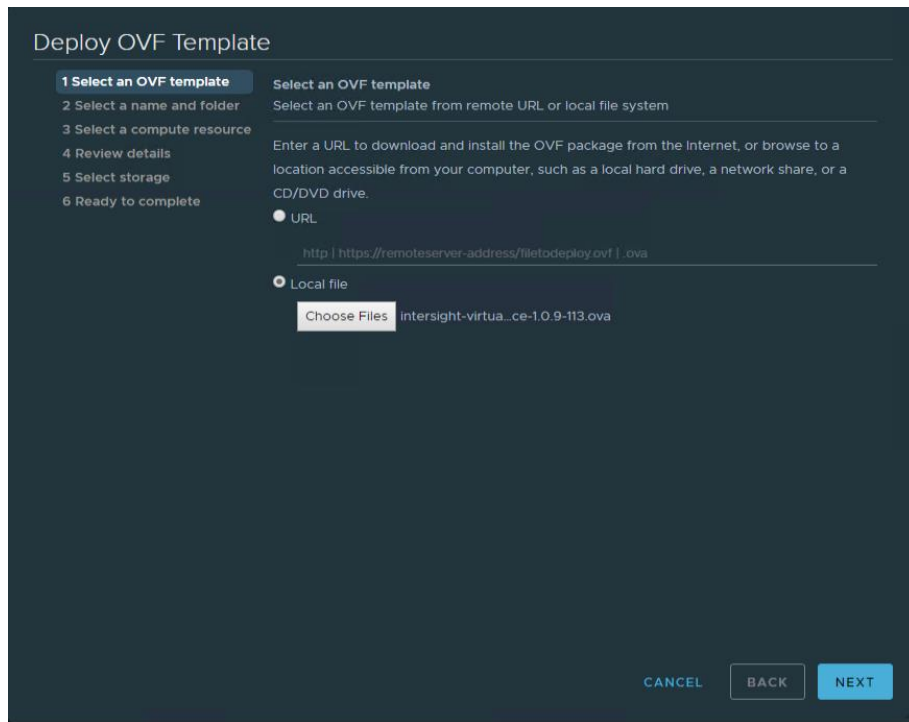 Deploy OVF Template
1 Select an OVF template
2 Select a name and folder
3 Select a compute resource
4 Review details
5 Select storage
6 Ready to complete
Select an OVF template
Select an OVF template from remote URL or local file system
Enter a URL to download and install the OVF package from the Internet, or browse to a
location accessible from your computer, such as a local hard drive, a network share, or a
CD/DVD drive.
URL
http | https://remoteserver-address/filetodeploy.ovf | .ova
Local file
Choose Files intersight-virtua...ce-1.0.9-113.ova
CANCEL BACK NEXT